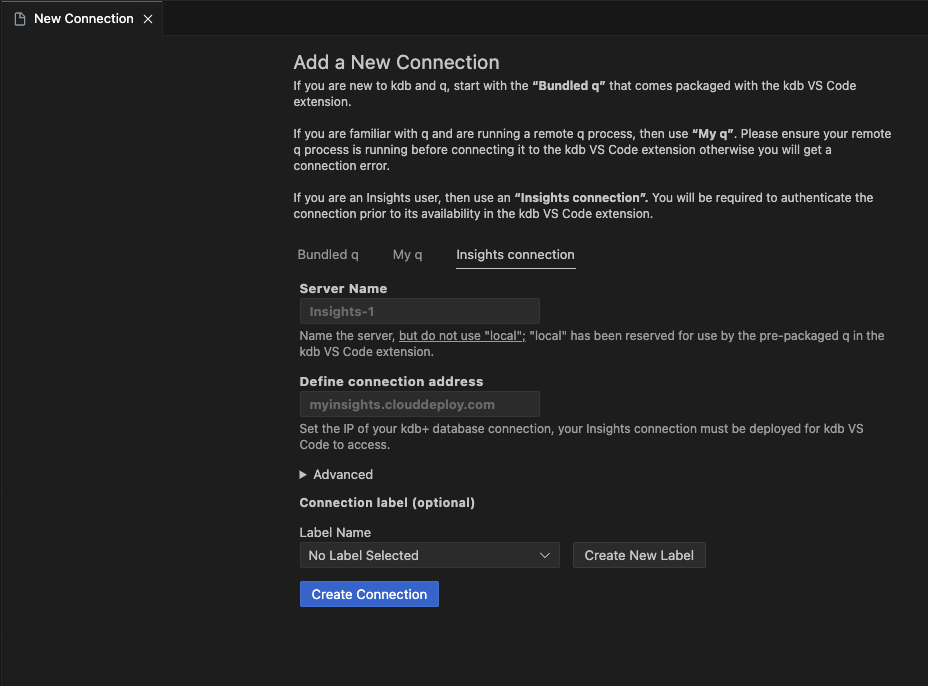 New Connection
Add a New Connection
If you are new to kdb and q, start with the “Bundled q” that comes packaged with the kdb VS Code
extension.
If you are familiar with q and are running a remote q process, then use “My q”. Please ensure your remote
q process is running before connecting it to the kdb VS Code extension otherwise you will get a
connection error.
If you are an Insights user, then use an “Insights connection”. You will be required to authenticate the
connection prior to its availability in the kdb VS Code extension.
Bundled q My q Insights connection
Server Name
Insights-1
Name the server, but do not use "local"; "local" has been reserved for use by the pre-packaged q in the
kdb VS Code extension.
Define connection address
myinsights.clouddeploy.com
Set the IP of your kdb+ database connection, your Insights connection must be deployed for kdb VS
Code to access.
Advanced
Connection label (optional)
Label Name
No Label Selected Create New Label
Create Connection